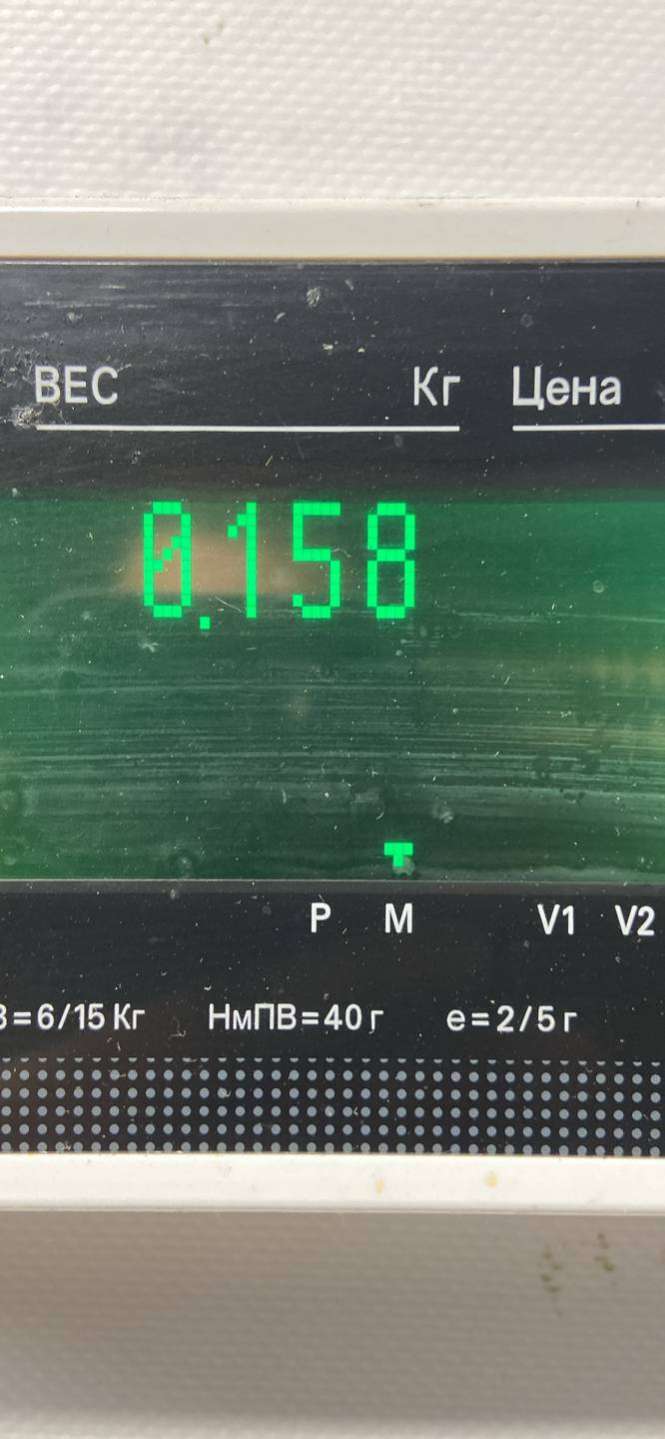 ВЕС Кг Цена
0.158
Р М V1 V2
=6/15 Кг НмПВ=40 г е=2/5 г